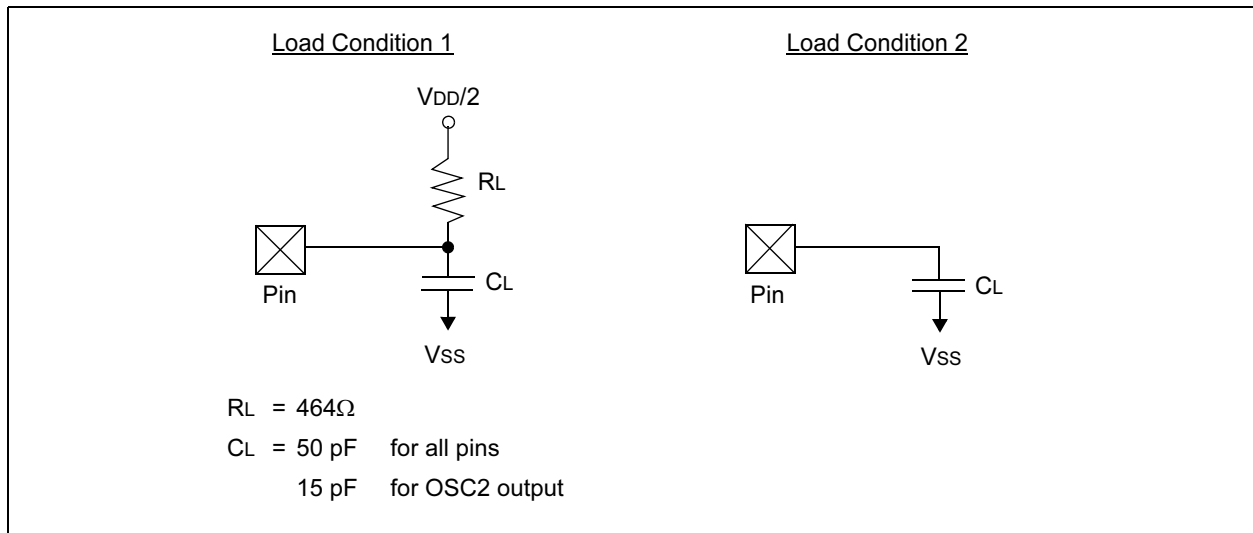 Load Condition 1
VDD/2
RL
Pin
CL
VSS
RL = 464Ω
CL = 50 pF for all pins
15 pF for OSC2 output
Load Condition 2
Pin
CL
VSS